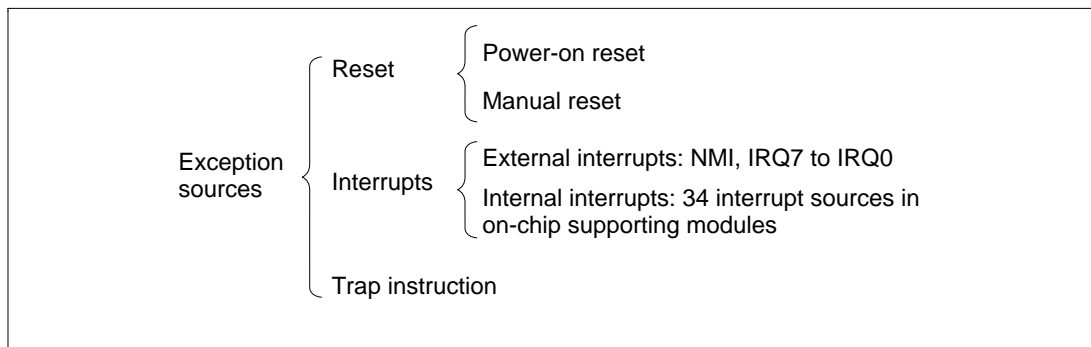 Exception
sources
Reset
Power-on reset
Manual reset
Interrupts
External interrupts: NMI, IRQ7 to IRQ0
Internal interrupts: 34 interrupt sources in
on-chip supporting modules
Trap instruction